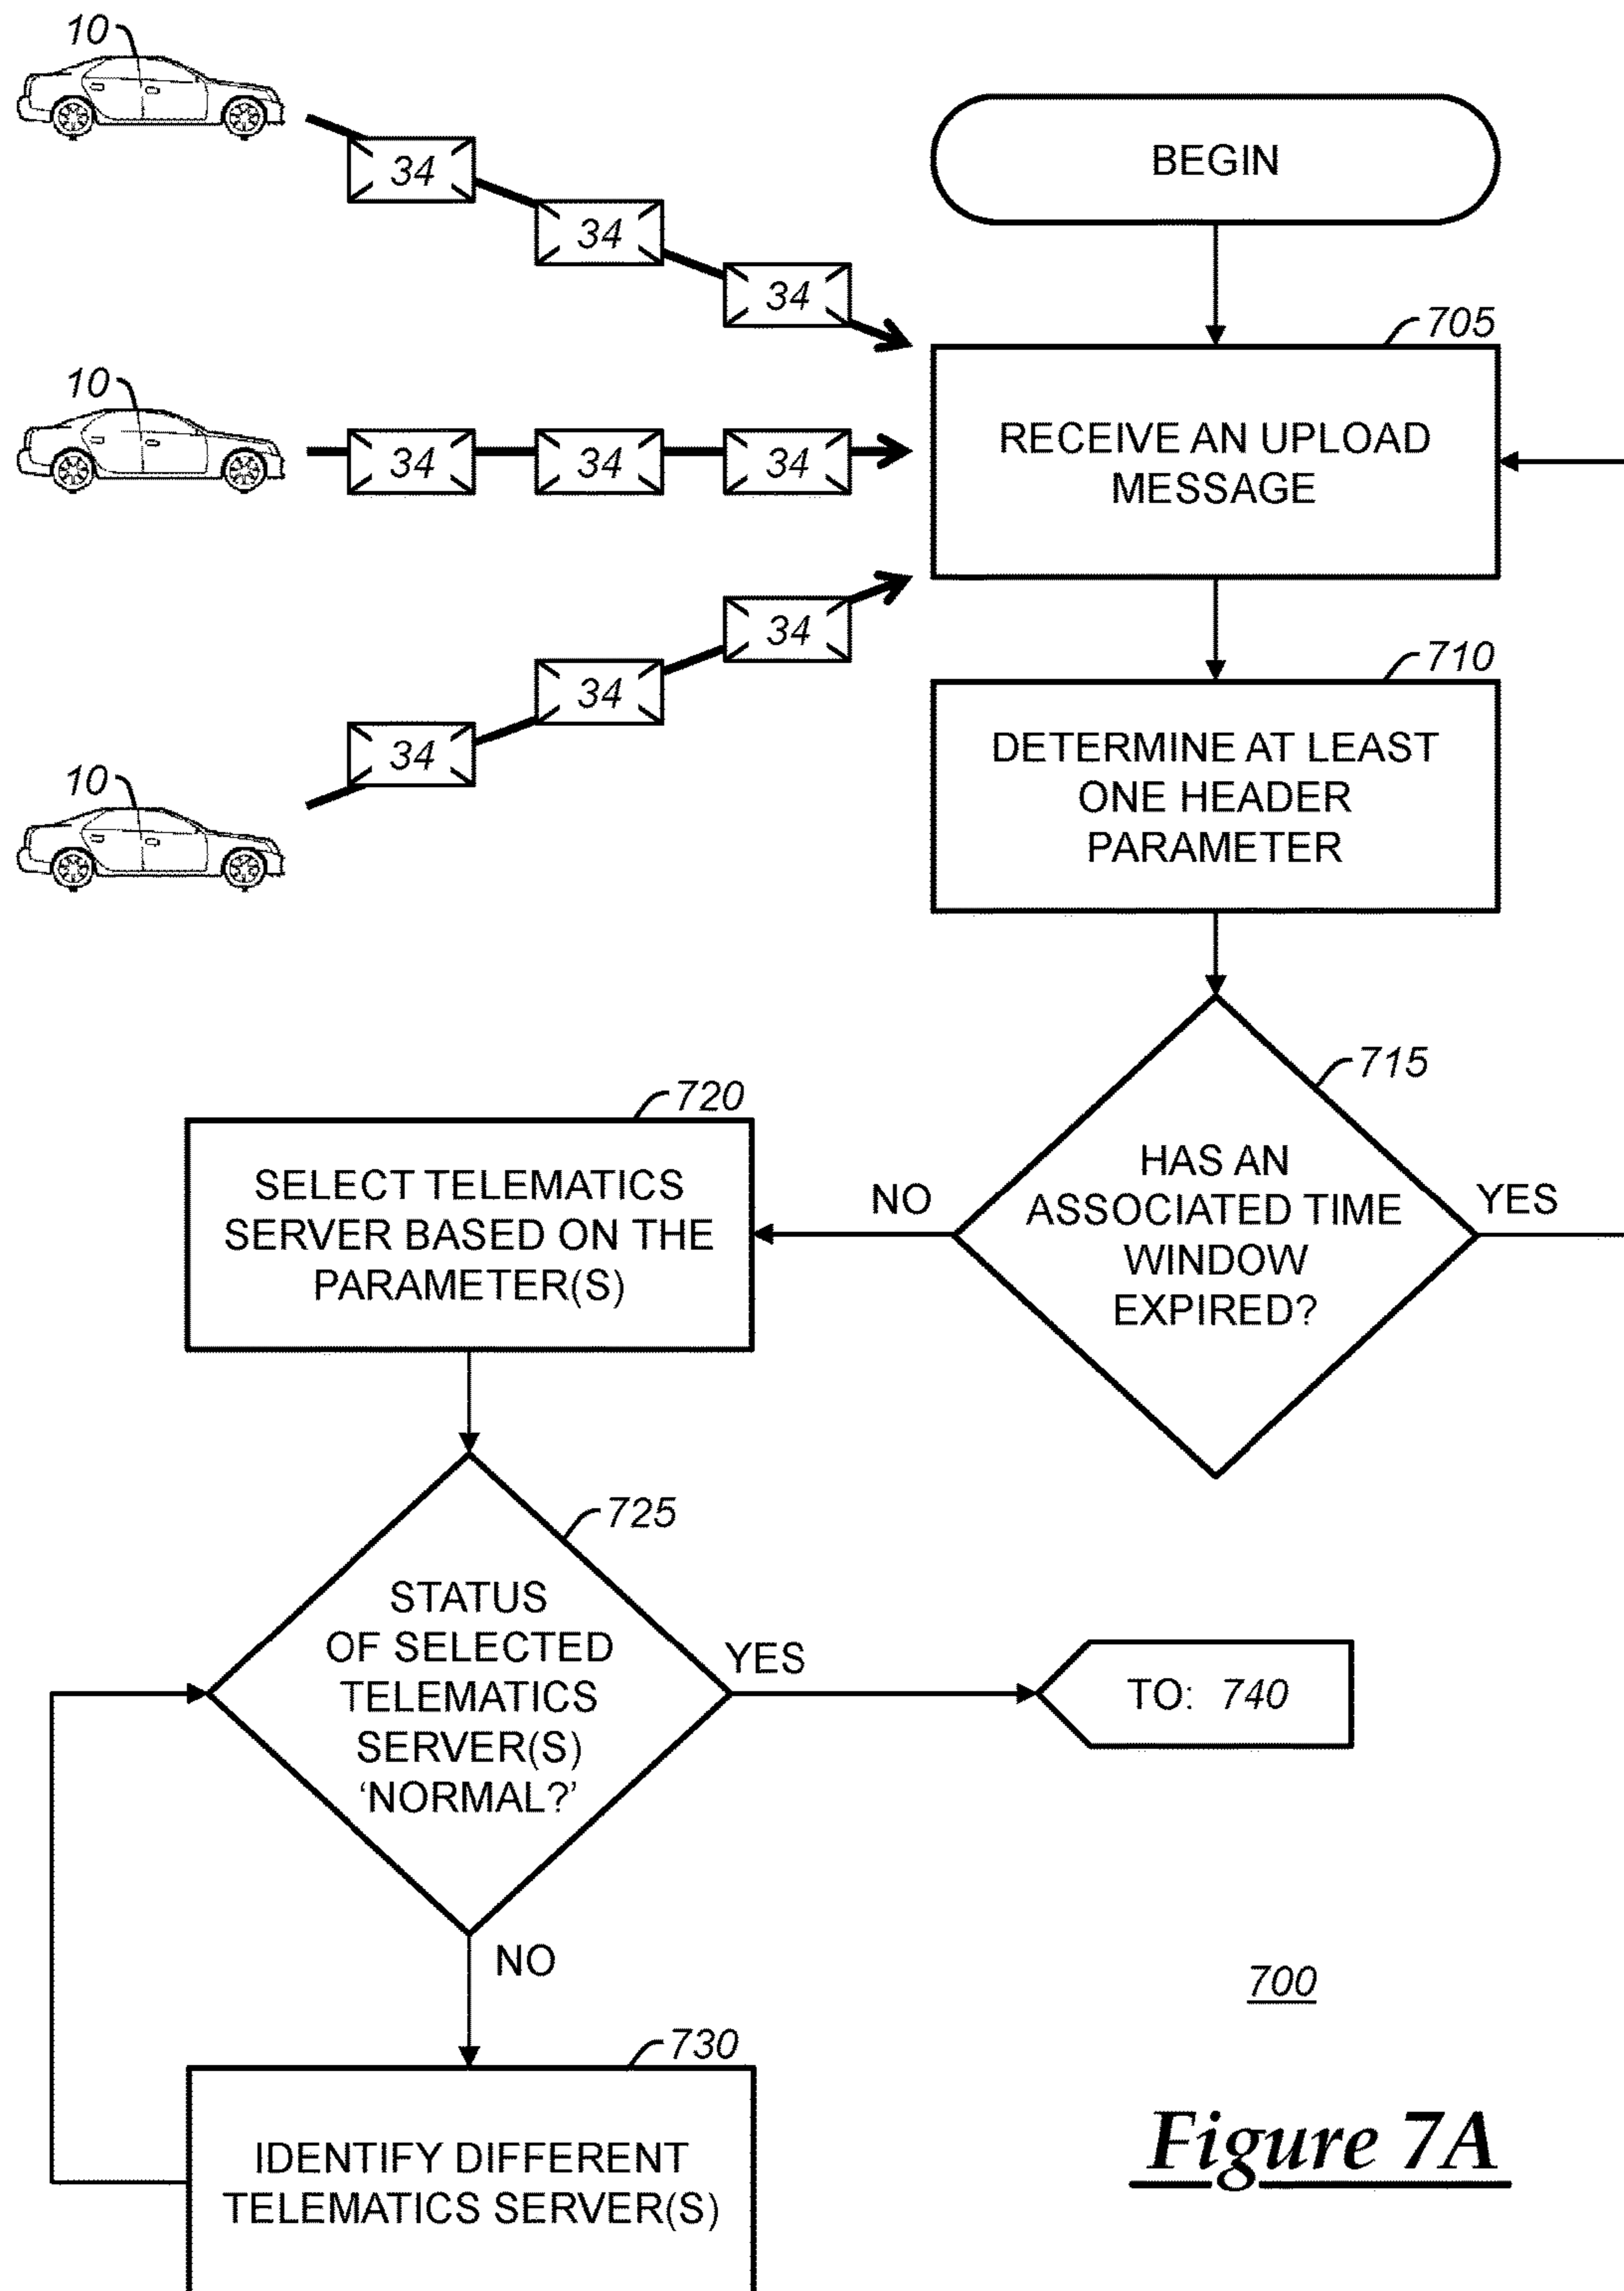 10
34
34
34
BEGIN
705
RECEIVE AN UPLOAD
MESSAGE
10
34
34
34
34
34
34
10
710
DETERMINE AT LEAST
ONE HEADER
PARAMETER
715
HAS AN
ASSOCIATED TIME
WINDOW
EXPIRED?
YES
NO
720
SELECT TELEMATICS
SERVER BASED ON THE
PARAMETER(S)
725
STATUS
OF SELECTED
TELEMATICS
SERVER(S)
‘NORMAL?’
YES
TO: 740
NO
730
IDENTIFY DIFFERENT
TELEMATICS SERVER(S)
700
Figure 7A